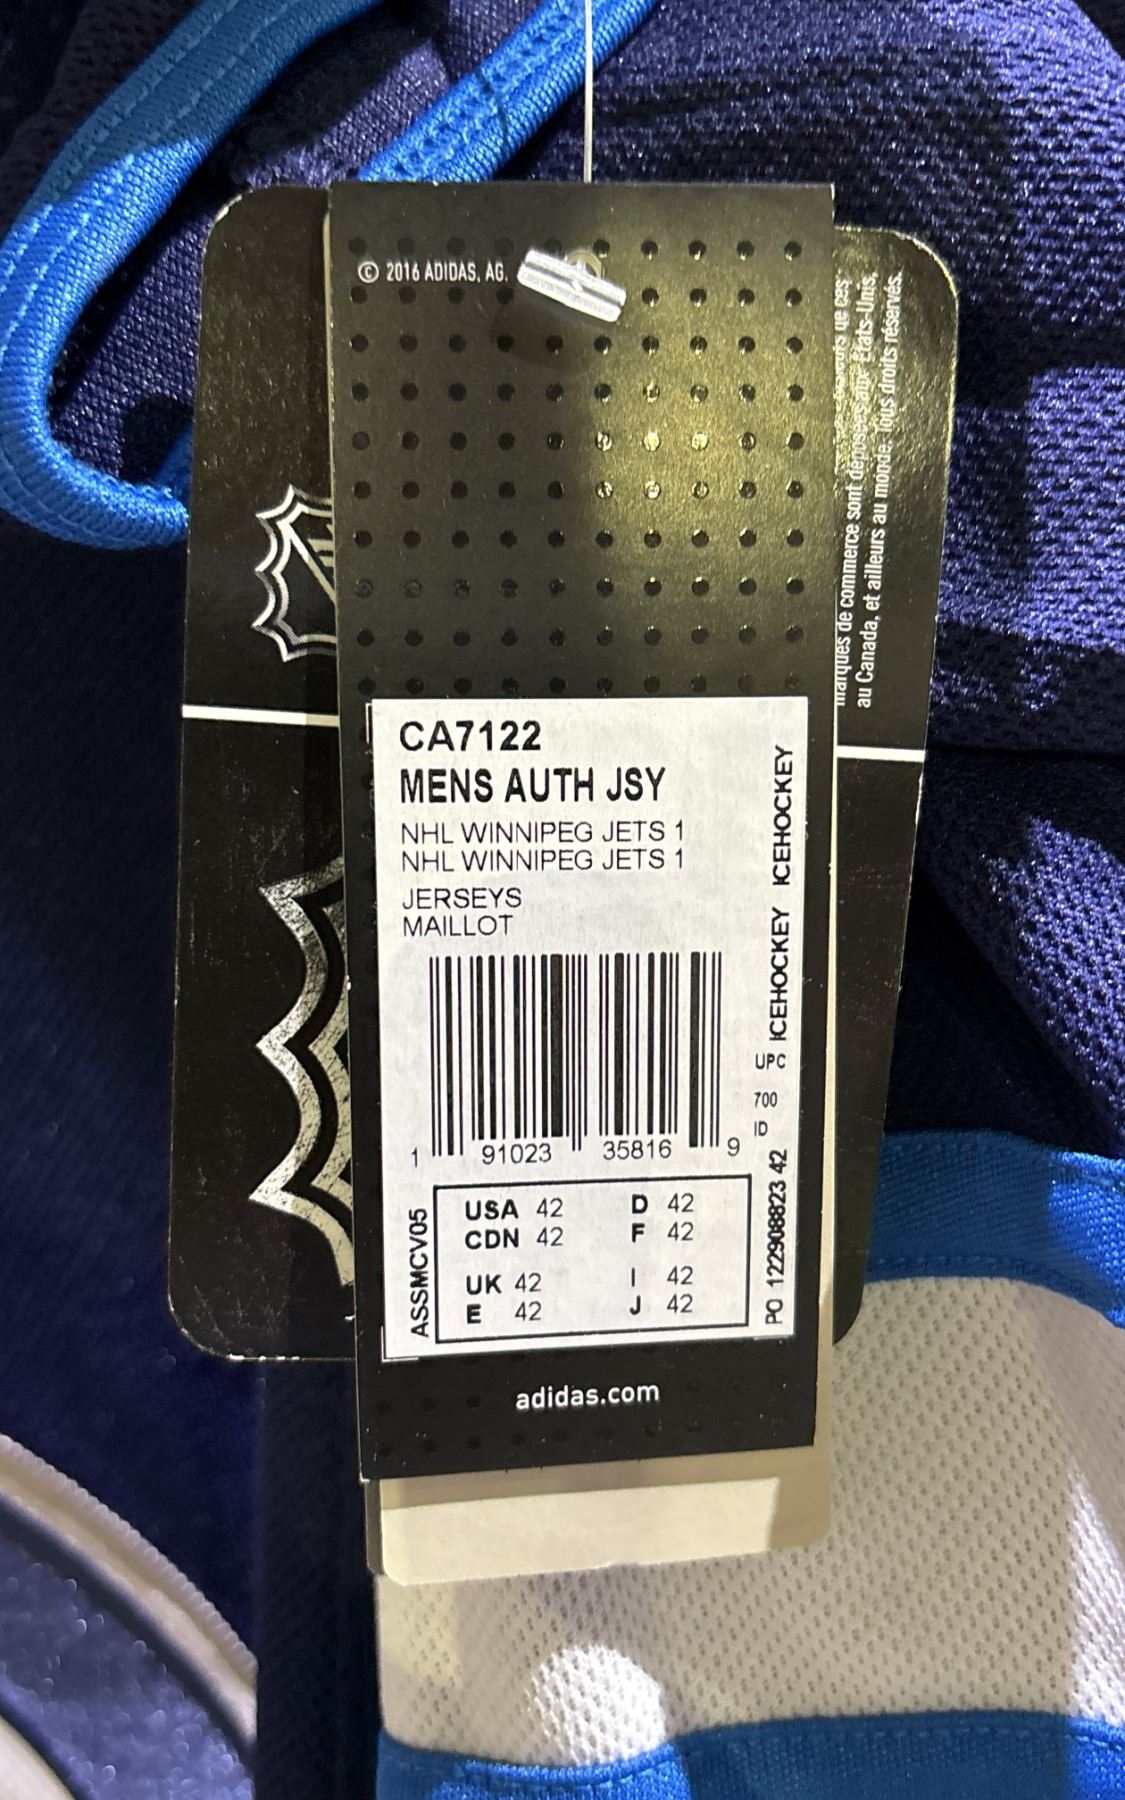 © 2016 ADIDAS, AG.
marques de commerce sont déposées aux États-Unis,
au Canada, et ailleurs au mode. Tous droits réservés.
CA7122
MENS AUTH JSY
NHL WINNIPEG JETS 1
NHL WINNIPEG JETS 1
JERSEYS
MAILLOT
ICEHOCKEY ICEHOCKEY
UPC
700
ID
1 91023 35816 9
ASSMCV05
USA 42 D 42
CDN 42 F 42
UK 42 I 42
E 42 J 42
PO 122908823 42
adidas.com